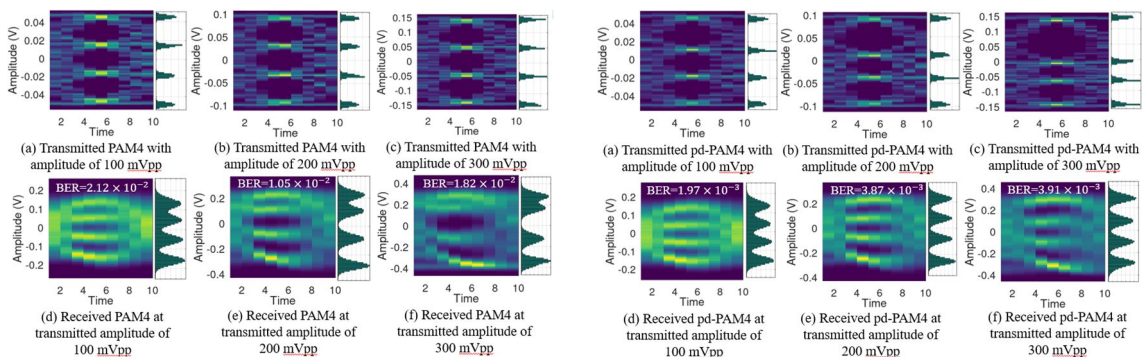 Amplitude (V)
0.04
0.02
0
-0.02
-0.04
2 4 6 8 10
Time
(a) Transmitted PAM4 with
amplitude of 100 mVpp
Amplitude (V)
0.1
0.05
0
-0.05
-0.1
2 4 6 8 10
Time
(b) Transmitted PAM4 with
amplitude of 200 mVpp
Amplitude (V)
0.15
0.05
0
-0.05
-0.15
2 4 6 8 10
Time
(c) Transmitted PAM4 with
amplitude of 300 mVpp
BER=2.12 × 10⁻²
Amplitude (V)
0.2
0.1
0
-0.1
-0.2
2 4 6 8 10
Time
(d) Received PAM4 at
transmitted amplitude of
100 mVpp
BER=1.05 × 10⁻²
Amplitude (V)
0.2
0
-0.2
-0.4
2 4 6 8 10
Time
(e) Received PAM4 at
transmitted amplitude of
200 mVpp
BER=1.82 × 10⁻²
Amplitude (V)
0.2
0
-0.2
-0.4
2 4 6 8 10
Time
(f) Received PAM4 at
transmitted amplitude of
300 mVpp
Amplitude (V)
0.04
0.02
0
-0.02
-0.04
2 4 6 8 10
Time
(a) Transmitted pd-PAM4 with
amplitude of 100 mVpp
Amplitude (V)
0.1
0.05
0
-0.05
-0.1
2 4 6 8 10
Time
(b) Transmitted pd-PAM4 with
amplitude of 200 mVpp
Amplitude (V)
0.15
0.05
0
-0.05
-0.15
2 4 6 8 10
Time
(c) Transmitted pd-PAM4 with
amplitude of 300 mVpp
BER=1.97 × 10⁻³
Amplitude (V)
0.2
0.1
0
-0.1
-0.2
2 4 6 8 10
Time
(d) Received pd-PAM4 at
transmitted amplitude of
100 mVpp
BER=3.87 × 10⁻³
Amplitude (V)
0.2
0
-0.2
-0.4
2 4 6 8 10
Time
(e) Received pd-PAM4 at
transmitted amplitude of
200 mVpp
BER=3.91 × 10⁻³
Amplitude (V)
0.4
0.2
0
-0.2
-0.4
2 4 6 8 10
Time
(f) Received pd-PAM4 at
transmitted amplitude of
300 mVpp